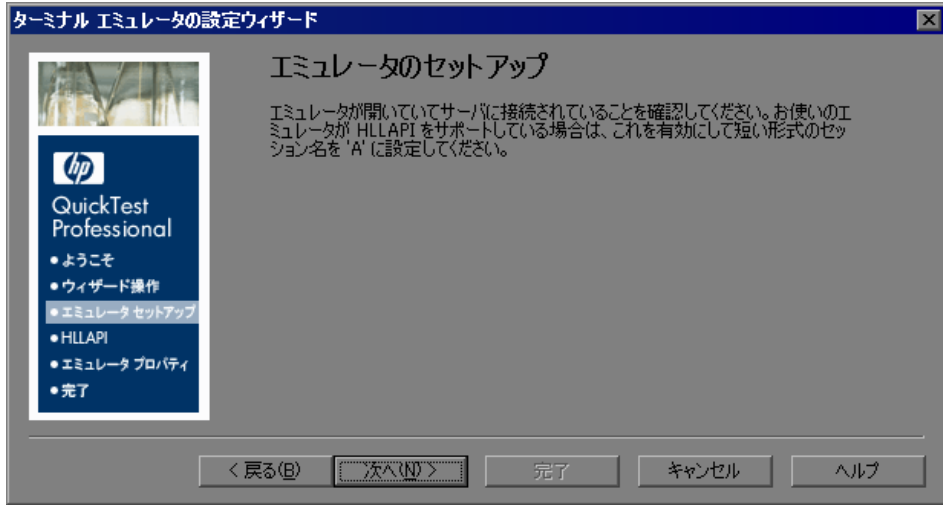 ターミナル エミュレータの設定ウィザード
エミュレータのセットアップ
エミュレータが開いていてサーバに接続されていることを確認してください。お使いのエ
ミュレータが HLLAPI をサポートしている場合は、これを有効にして短い形式のセッ
ション名を 'A' に設定してください。
hp
QuickTest
Professional
•ようこそ
•ウィザード操作
•エミュレータ セットアップ
•HLLAPI
•エミュレータ プロパティ
•完了
< 戻る(B)
次へ(N) >
完了
キャンセル
ヘルプ